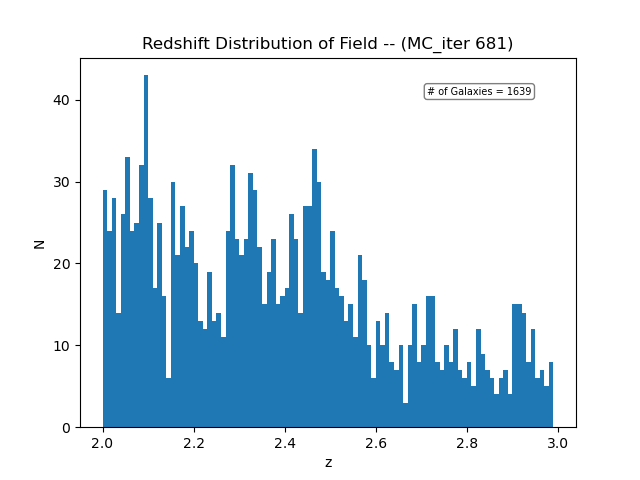 Redshift Distribution of Field -- (MC_iter 681)
# of Galaxies = 1639
40
30
20
10
0
N
2.0 2.2 2.4 2.6 2.8 3.0
z